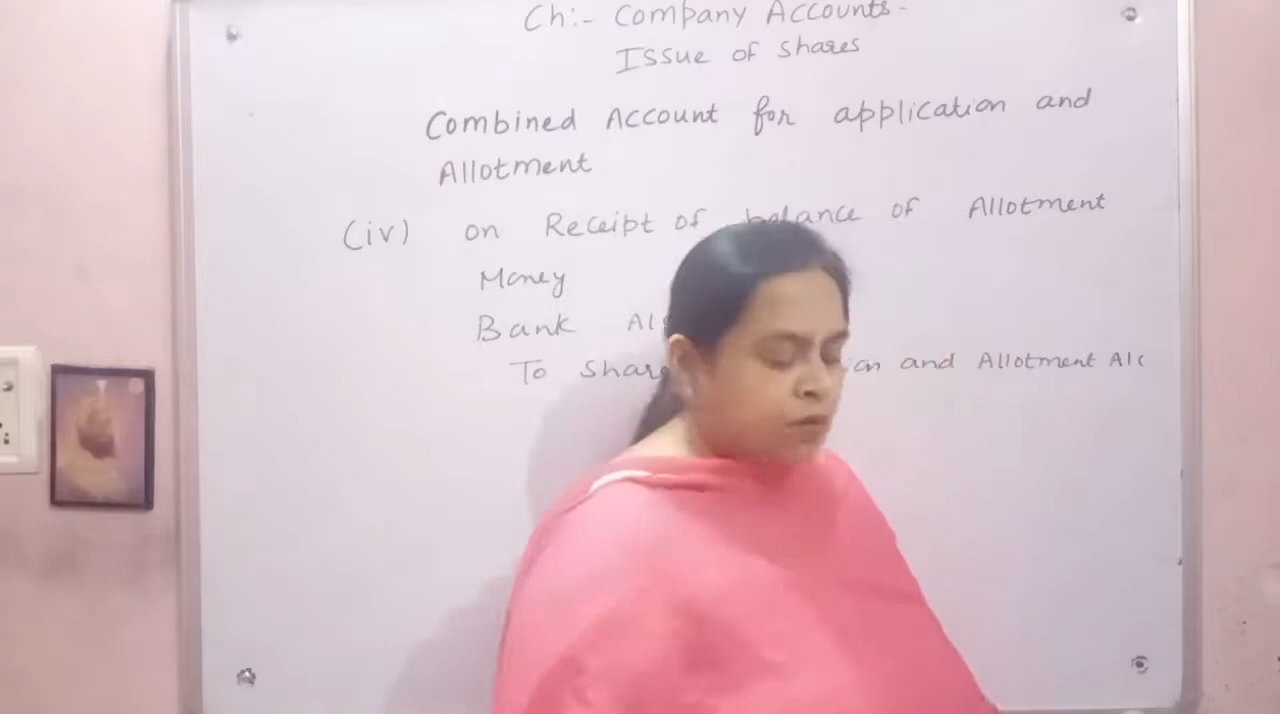 Ch:- Company Accounts-
Issue of shares
Combined Account for application and
Allotment
(iv) on Receipt of balance of Allotment
Money
Bank
To and Allotment A/c